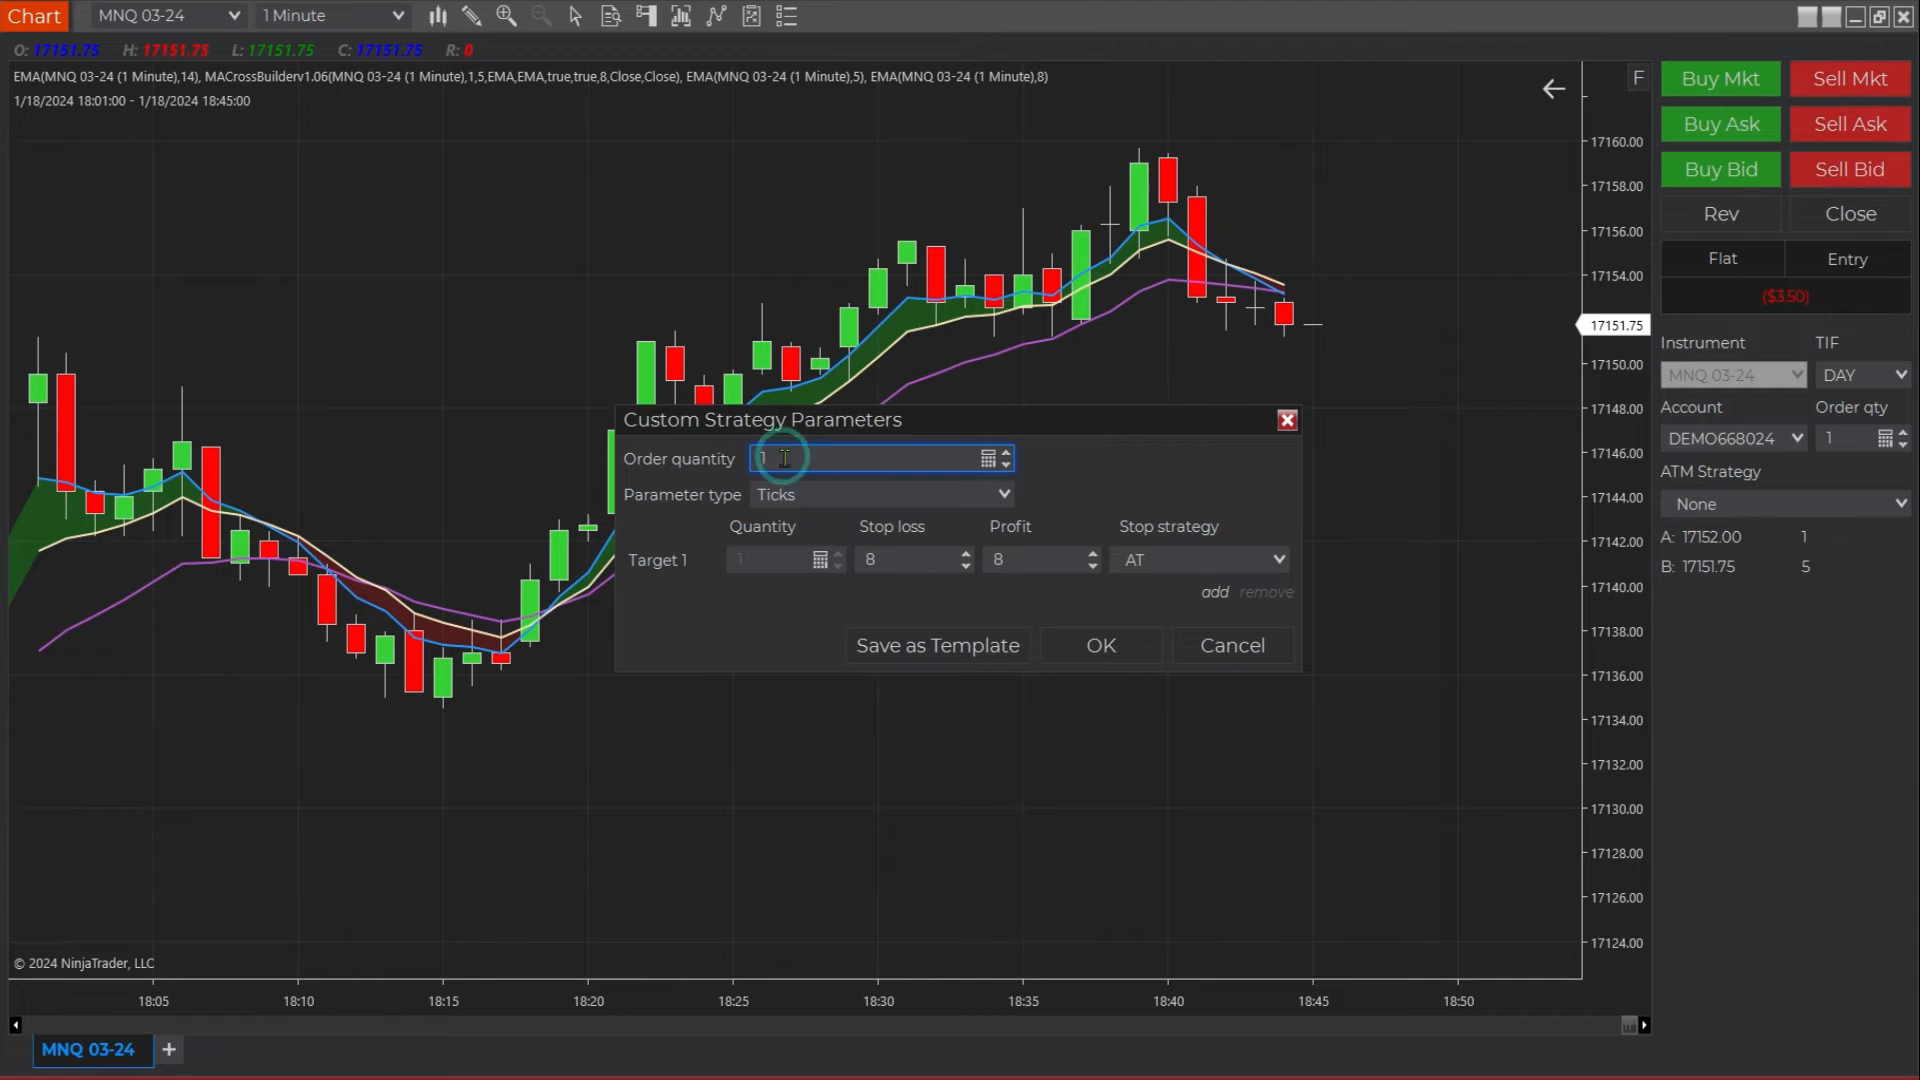 Chart MNQ 03-24 1 Minute
O: 17151.75 H: 17151.75 L: 17151.75 C: 17151.75 R: 0
EMA(MNQ 03-24 (1 Minute),14), MACrossBuilderv1.06(MNQ 03-24 (1 Minute),1,5,EMA,EMA,true,true,8,Close,Close), EMA(MNQ 03-24 (1 Minute),5), EMA(MNQ 03-24 (1 Minute),8)
1/18/2024 18:01:00 - 1/18/2024 18:45:00
F
17160.00
17158.00
17156.00
17154.00
17151.75
17150.00
17148.00
17146.00
17144.00
17142.00
17140.00
17138.00
17136.00
17134.00
17132.00
17130.00
17128.00
17126.00
17124.00
Custom Strategy Parameters
Order quantity 1
Parameter type Ticks
Quantity Stop loss Profit Stop strategy
Target 1 1 8 8 AT
add remove
Save as Template OK Cancel
Buy Mkt Sell Mkt
Buy Ask Sell Ask
Buy Bid Sell Bid
Rev Close
Flat Entry
($3.50)
Instrument TIF
MNQ 03-24 DAY
Account Order qty
DEMO668024 1
ATM Strategy
None
A: 17152.00 1
B: 17151.75 5
© 2024 NinjaTrader, LLC
18:05 18:10 18:15 18:20 18:25 18:30 18:35 18:40 18:45 18:50
MNQ 03-24 +